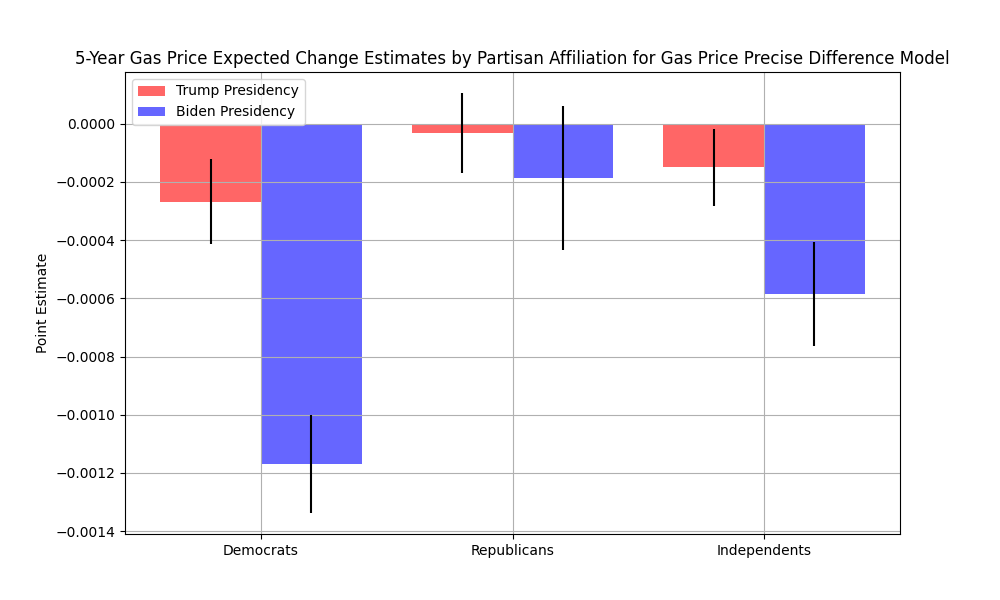 5-Year Gas Price Expected Change Estimates by Partisan Affiliation for Gas Price Precise Difference Model
Trump Presidency
Biden Presidency
0.0000
−0.0002
−0.0004
−0.0006
−0.0008
−0.0010
−0.0012
−0.0014
Point Estimate
Democrats
Republicans
Independents